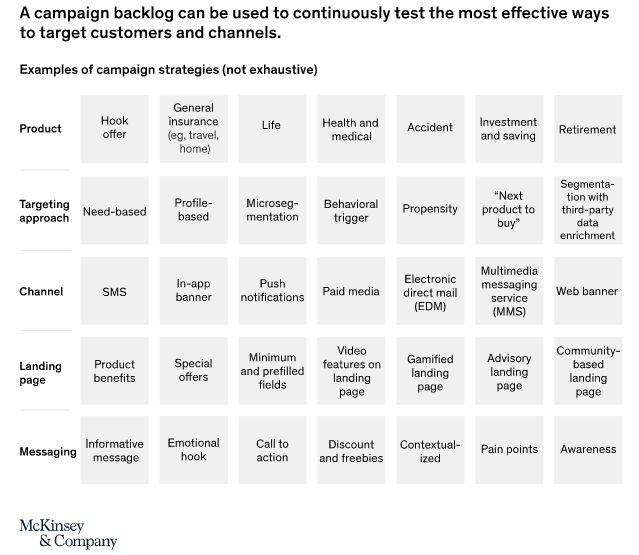 A campaign backlog can be used to continuously test the most effective ways
to target customers and channels.
Examples of campaign strategies (not exhaustive)
Product
Hook
offer
General
insurance
(eg, travel,
home)
Life
Health and
medical
Accident
Investment
and saving
Retirement
Targeting
approach
Need-based
Profile-
based
Microseg-
mentation
Behavioral
trigger
Propensity
“Next
product to
buy”
Segmenta-
tion with
third-party
data
enrichment
Channel
SMS
In-app
banner
Push
notifications
Paid media
Electronic
direct mail
(EDM)
Multimedia
messaging
service
(MMS)
Web banner
Landing
page
Product
benefits
Special
offers
Minimum
and prefilled
fields
Video
features on
landing
page
Gamified
landing
page
Advisory
landing
page
Community-
based
landing
page
Messaging
Informative
message
Emotional
hook
Call to
action
Discount
and freebies
Contextual-
ized
Pain points
Awareness
McKinsey
& Company